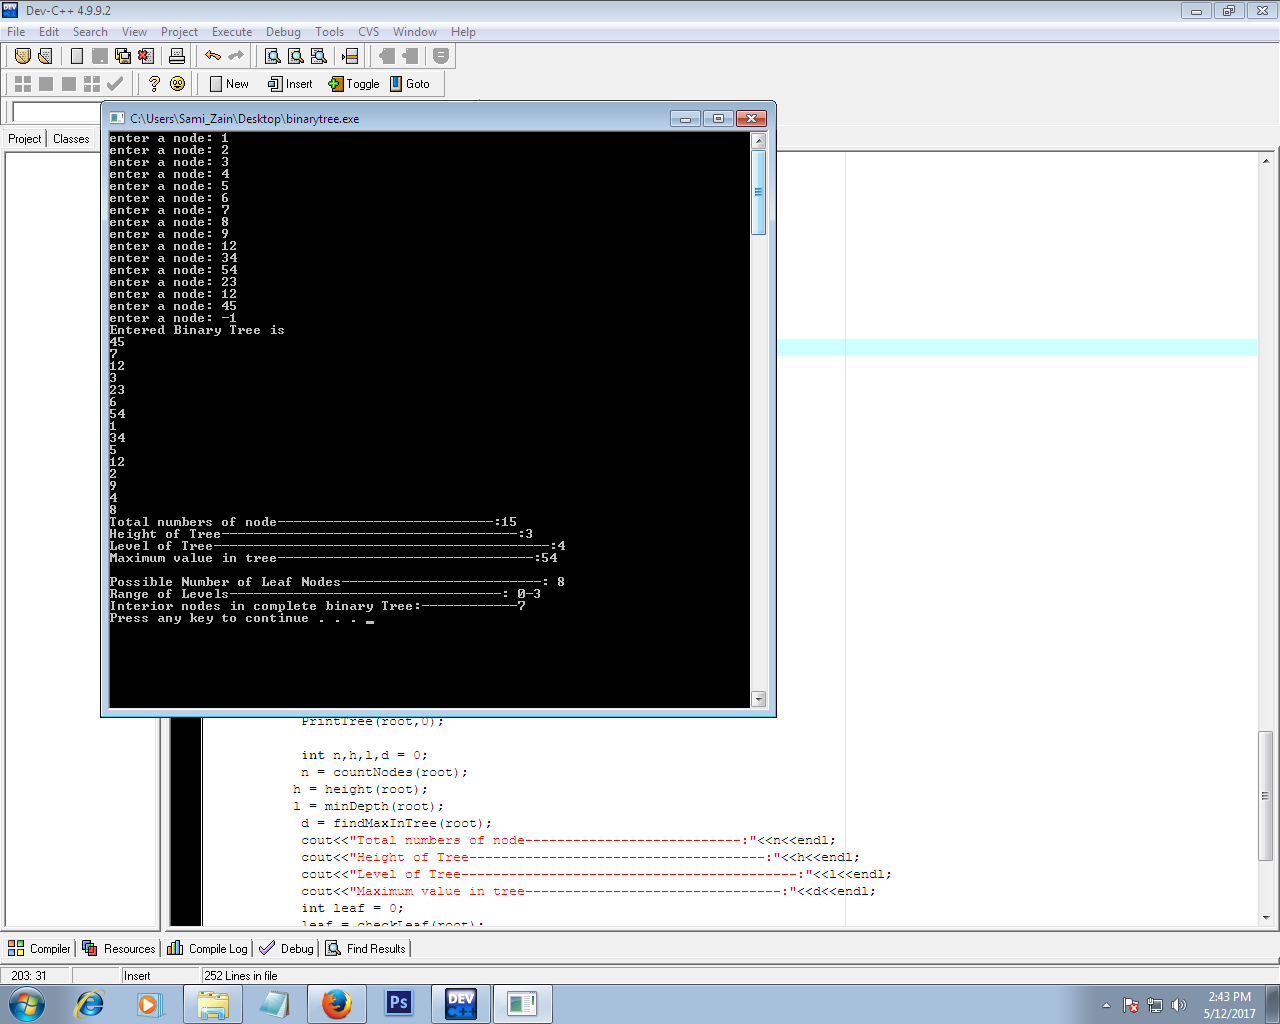 Dev-C++ 4.9.9.2
File Edit Search View Project Execute Debug Tools CVS Window Help
New Insert Toggle Goto
Project Classes
C:\Users\Sami_Zain\Desktop\binarytree.exe
enter a node: 1
enter a node: 2
enter a node: 3
enter a node: 4
enter a node: 5
enter a node: 6
enter a node: 7
enter a node: 8
enter a node: 9
enter a node: 12
enter a node: 34
enter a node: 54
enter a node: 23
enter a node: 12
enter a node: 45
enter a node: -1
Entered Binary Tree is
45
7
12
3
23
6
54
1
34
5
12
2
9
4
8
Total numbers of node---------------------------:15
Height of Tree-------------------------------------:3
Level of Tree------------------------------------------:4
Maximum value in tree--------------------------------:54
Possible Number of Leaf Nodes-------------------------: 8
Range of Levels----------------------------------: 0-3
Interior nodes in complete binary Tree:------------7
Press any key to continue . . . _
PrintTree(root,0);
int n,h,l,d = 0;
n = countNodes(root);
h = height(root);
l = minDepth(root);
d = findMaxInTree(root);
cout<<"Total numbers of node---------------------------:"<<n<<endl;
cout<<"Height of Tree-------------------------------------:"<<h<<endl;
cout<<"Level of Tree------------------------------------------:"<<l<<endl;
cout<<"Maximum value in tree--------------------------------:"<<d<<endl;
int leaf = 0;
leaf = checkLeaf(root);
Compiler Resources Compile Log Debug Find Results
203: 31 Insert 252 Lines in file
Ps DEV C++ 2:43 PM
5/12/2017